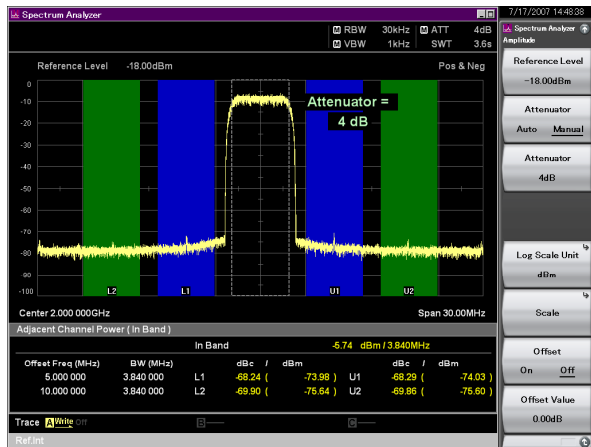 7/17/2007 14:48:38
Spectrum Analyzer
M RBW 30kHz M ATT 4dB
M VBW 1kHz SWT 3.6s
Reference Level -18.00dBm Pos & Neg
0
-10
-20
-30
-40
-50
-60
-70
-80
-90
-100
Attenuator =
4 dB
L2 L1 U1 U2
Center 2.000 000GHz Span 30.00MHz
Adjacent Channel Power ( In Band )
In Band -5.74 dBm / 3.840MHz
Offset Freq (MHz) BW (MHz) dBc / dBm dBc / dBm
5.000 000 3.840 000 L1 -68.24 ( -73.98 ) U1 -68.29 ( -74.03 )
10.000 000 3.840 000 L2 -69.90 ( -75.64 ) U2 -69.86 ( -75.60 )
Trace A Write Off B --- C ---
Ref.Int
Spectrum Analyzer
Amplitude
Reference Level
-18.00dBm
Attenuator
Auto Manual
Attenuator
4dB
Log Scale Unit
dBm
Scale
Offset
On Off
Offset Value
0.00dB